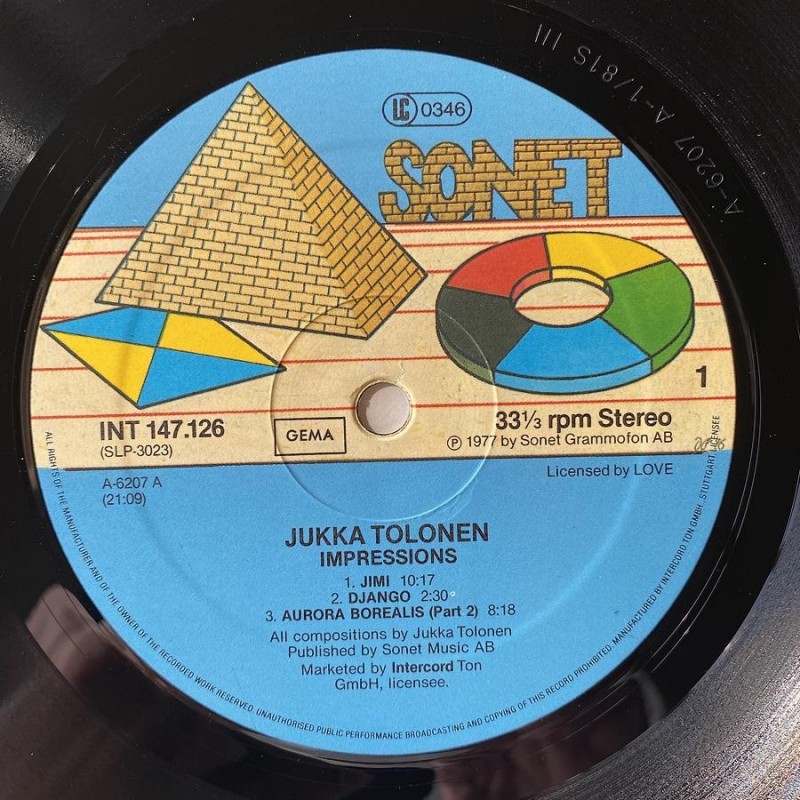 LC 0346
SONET
A-6207 A-1/81S III
1
INT 147.126
(SLP-3023)
GEMA
33⅓ rpm Stereo
℗ 1977 by Sonet Grammofon AB
A-6207 A
(21:09)
Licensed by LOVE
JUKKA TOLONEN
IMPRESSIONS
1. JIMI 10:17
2. DJANGO 2:30
3. AURORA BOREALIS (Part 2) 8:18
All compositions by Jukka Tolonen
Published by Sonet Music AB
Marketed by Intercord Ton
GmbH, licensee.
ALL RIGHTS OF THE MANUFACTURER AND OF THE OWNER OF THE RECORDED WORK RESERVED. UNAUTHORISED PUBLIC PERFORMANCE BROADCASTING AND COPYING OF THIS RECORD PROHIBITED. MANUFACTURED BY INTERCORD TON GMBH, STUTTGART, LICENSEE